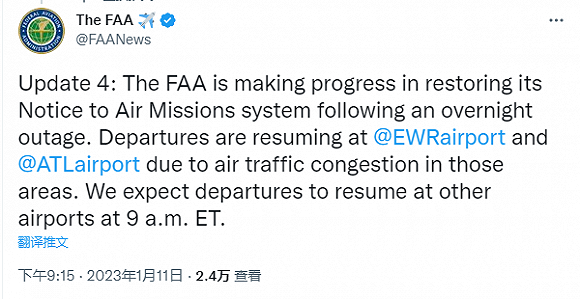 The FAA
@FAANews
Update 4: The FAA is making progress in restoring its
Notice to Air Missions system following an overnight
outage. Departures are resuming at @EWRairport and
@ATLairport due to air traffic congestion in those
areas. We expect departures to resume at other
airports at 9 a.m. ET.
翻译推文
下午9:15 · 2023年1月11日 · 2.4万 查看